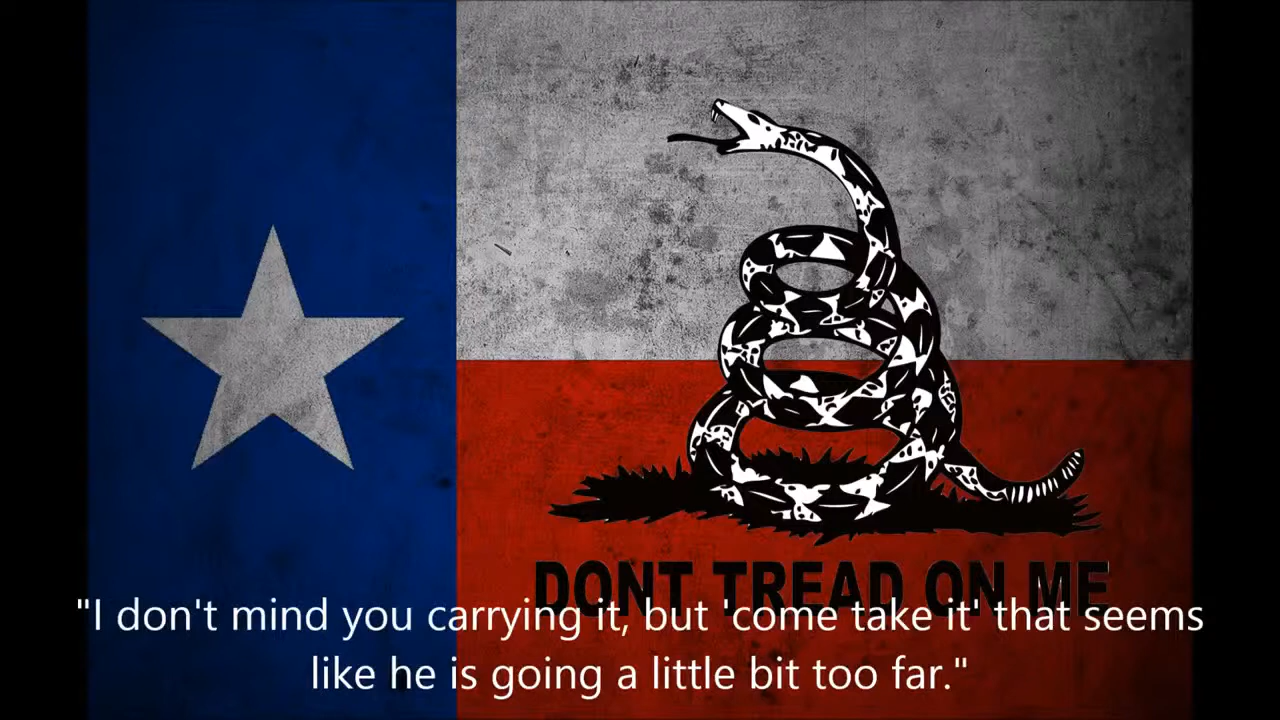 DONT TREAD ON ME
"I don't mind you carrying it, but 'come take it' that seems
like he is going a little bit too far."